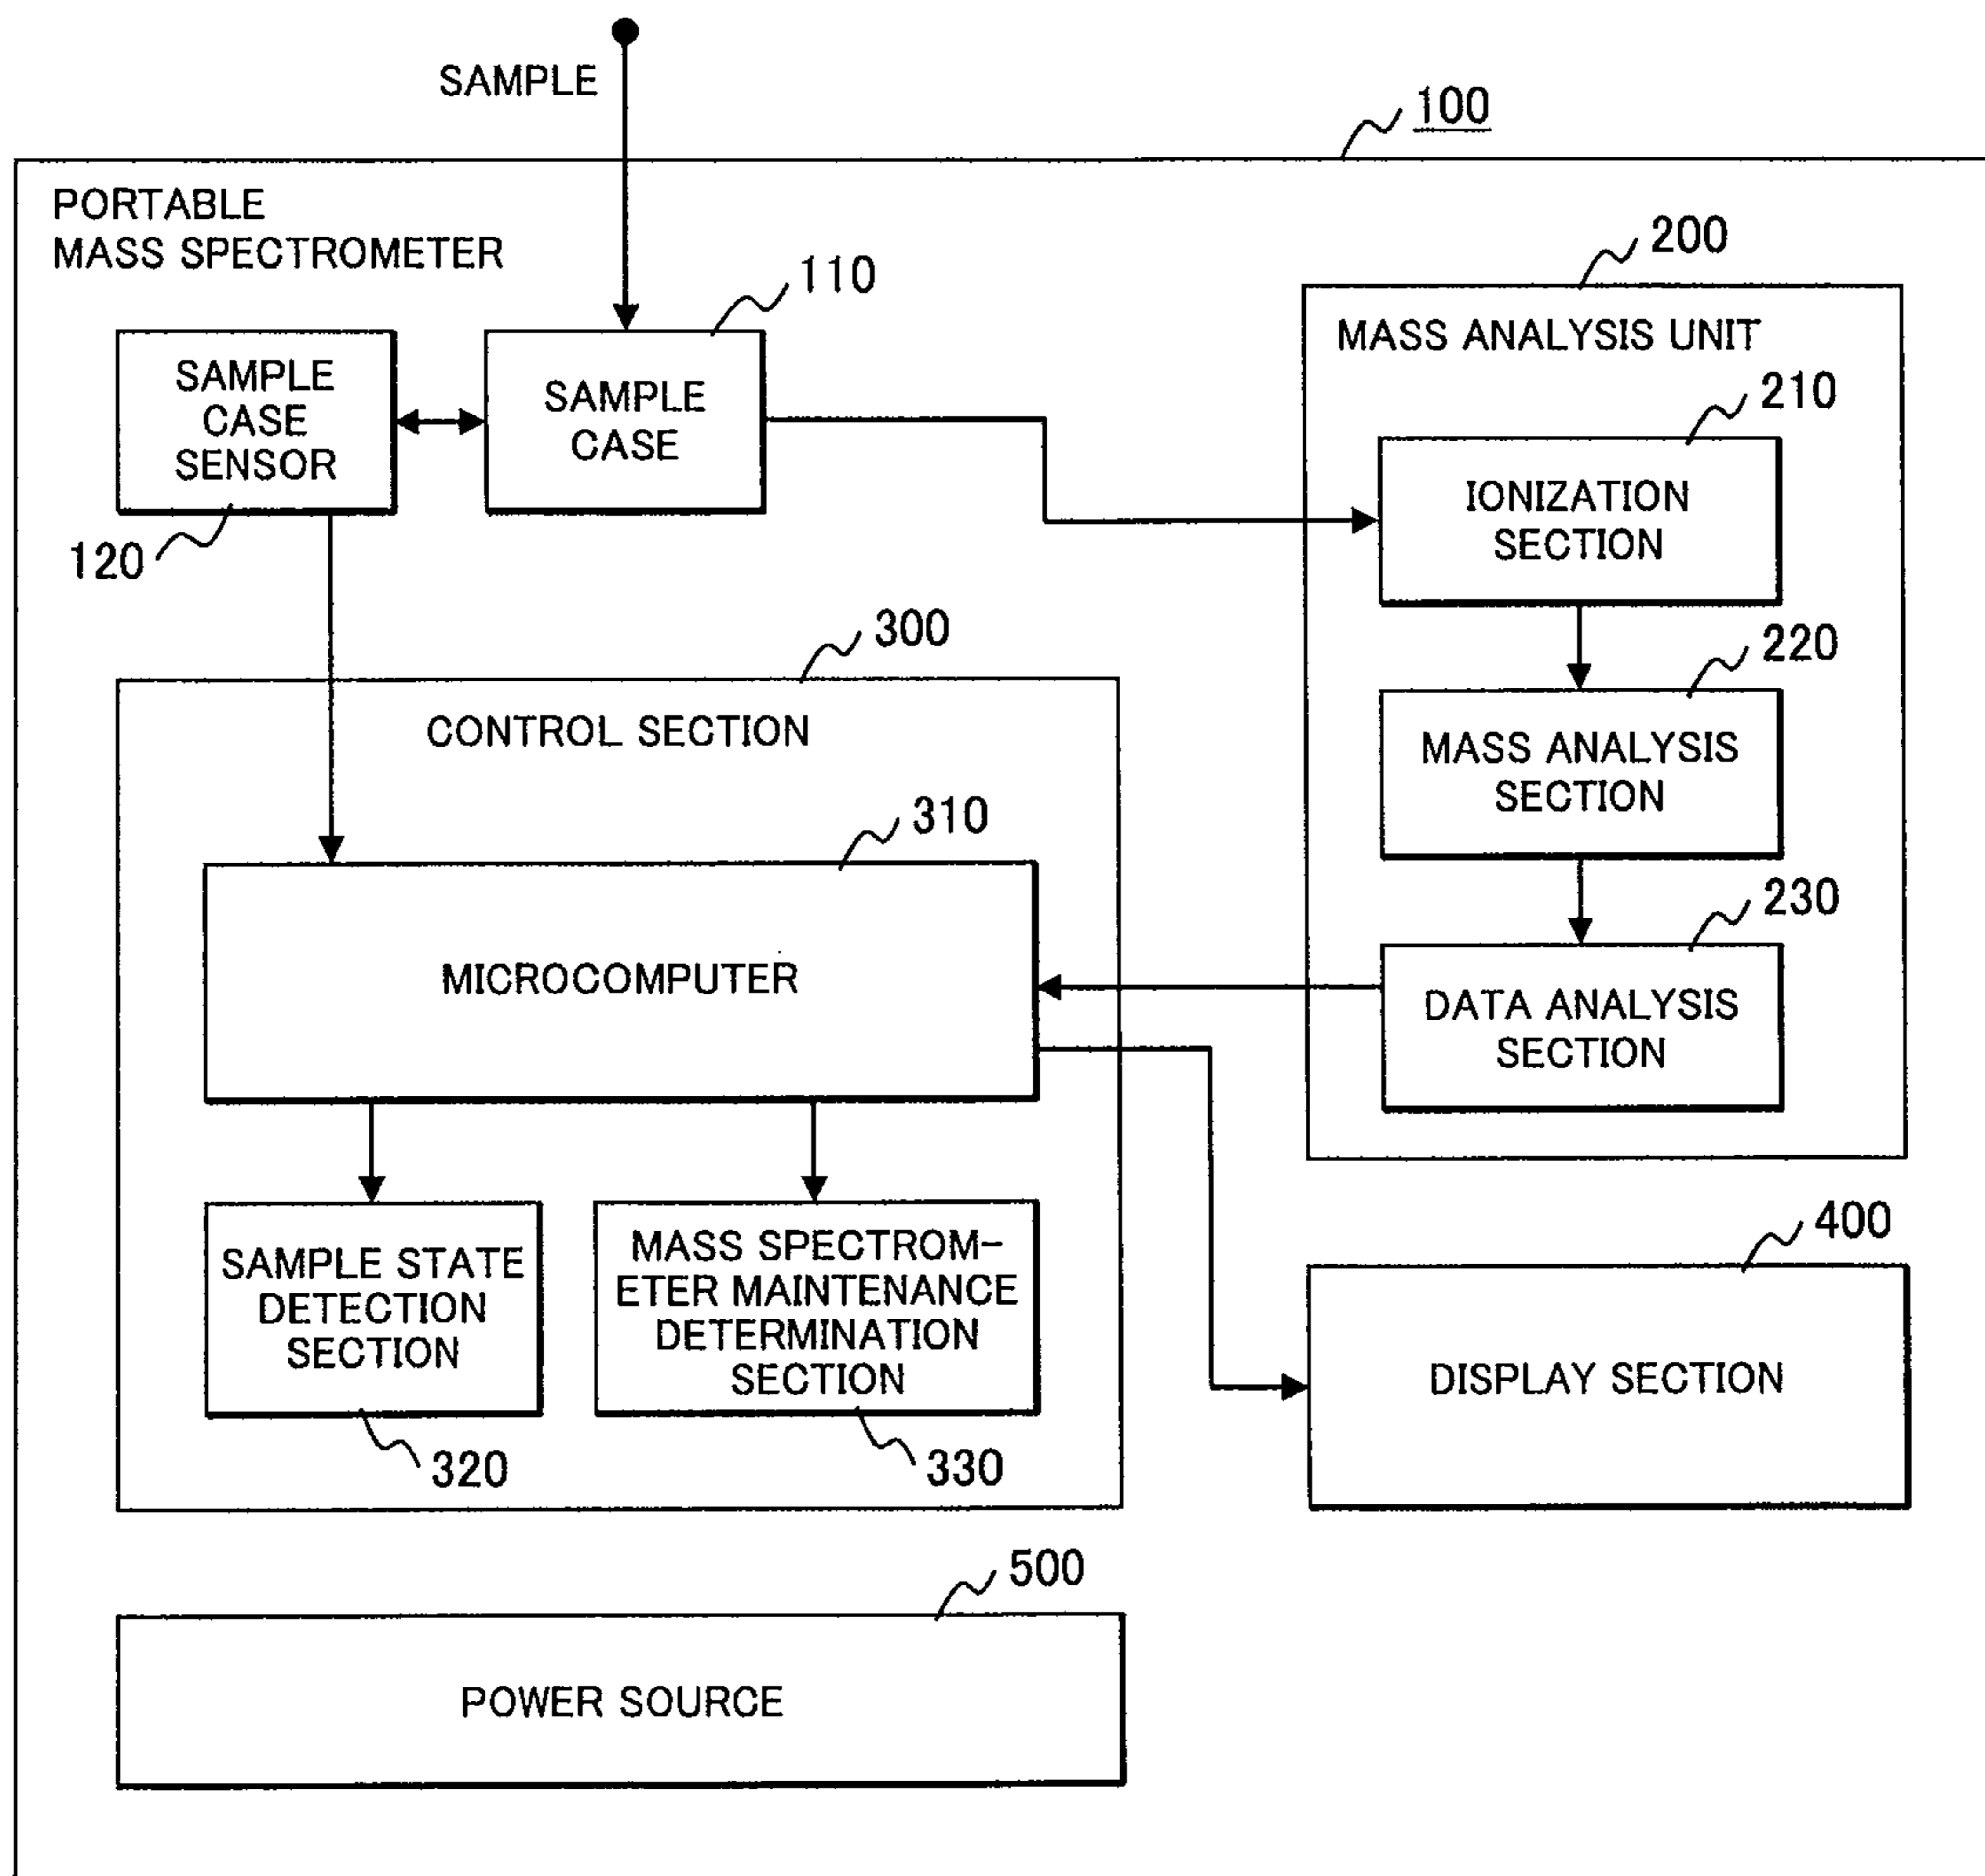 SAMPLE
100
PORTABLE
MASS SPECTROMETER
110
200
SAMPLE
CASE
SENSOR
120
SAMPLE
CASE
MASS ANALYSIS UNIT
210
IONIZATION
SECTION
220
MASS ANALYSIS
SECTION
230
DATA ANALYSIS
SECTION
300
CONTROL SECTION
310
MICROCOMPUTER
SAMPLE STATE
DETECTION
SECTION
320
MASS SPECTROM-
ETER MAINTENANCE
DETERMINATION
SECTION
330
400
DISPLAY SECTION
500
POWER SOURCE